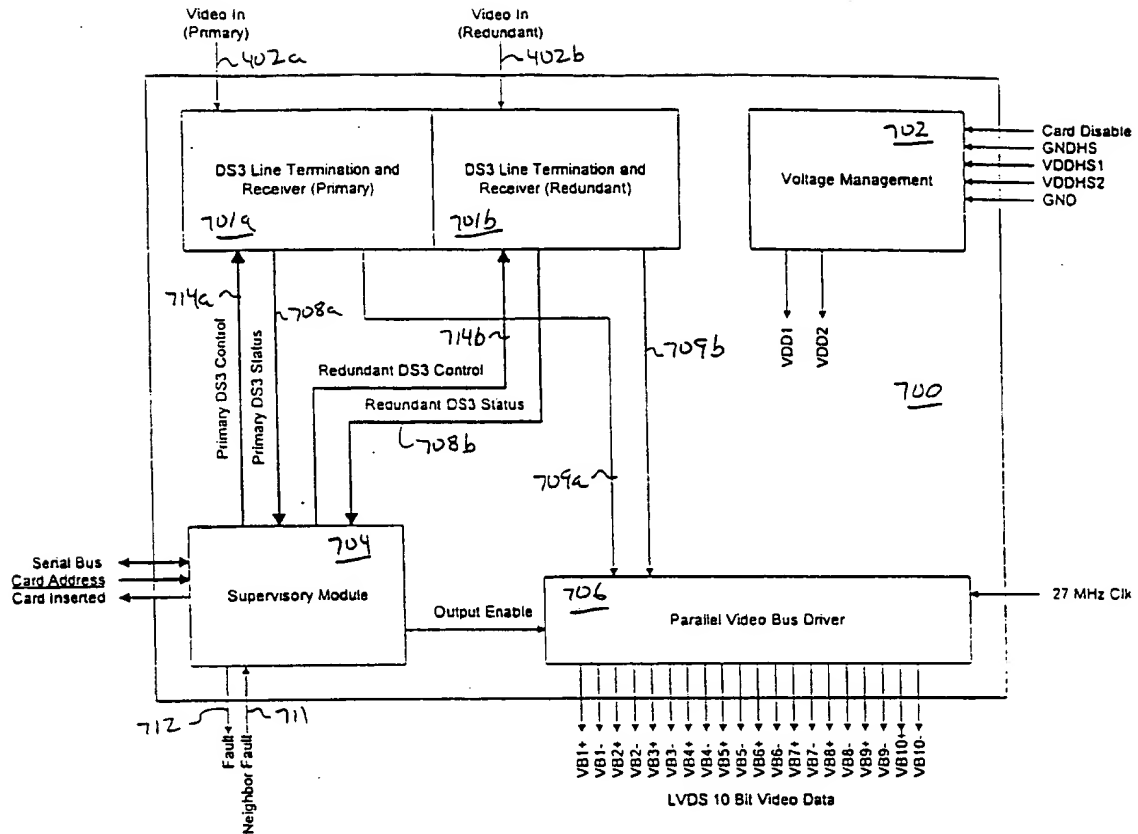 Video In
(Primary)
Video In
(Redundant)
402a
402b
DS3 Line Termination and
Receiver (Primary)
701a
DS3 Line Termination and
Receiver (Redundant)
701b
702
Voltage Management
Card Disable
GNDHS
VDDHS1
VDDHS2
GND
VDD1
VDD2
700
714a
Primary DS3 Control
Primary DS3 Status
708a
714b
Redundant DS3 Control
Redundant DS3 Status
708b
709a
709b
704
Supervisory Module
Serial Bus
Card Address
Card Inserted
Output Enable
706
Parallel Video Bus Driver
27 MHz Clk
712
711
Fault
Neighbor Fault
VB1+
VB1-
VB2+
VB2-
VB3+
VB3-
VB4+
VB4-
VB5+
VB5-
VB6+
VB6-
VB7+
VB7-
VB8+
VB8-
VB9+
VB9-
VB10+
VB10-
LVDS 10 Bit Video Data